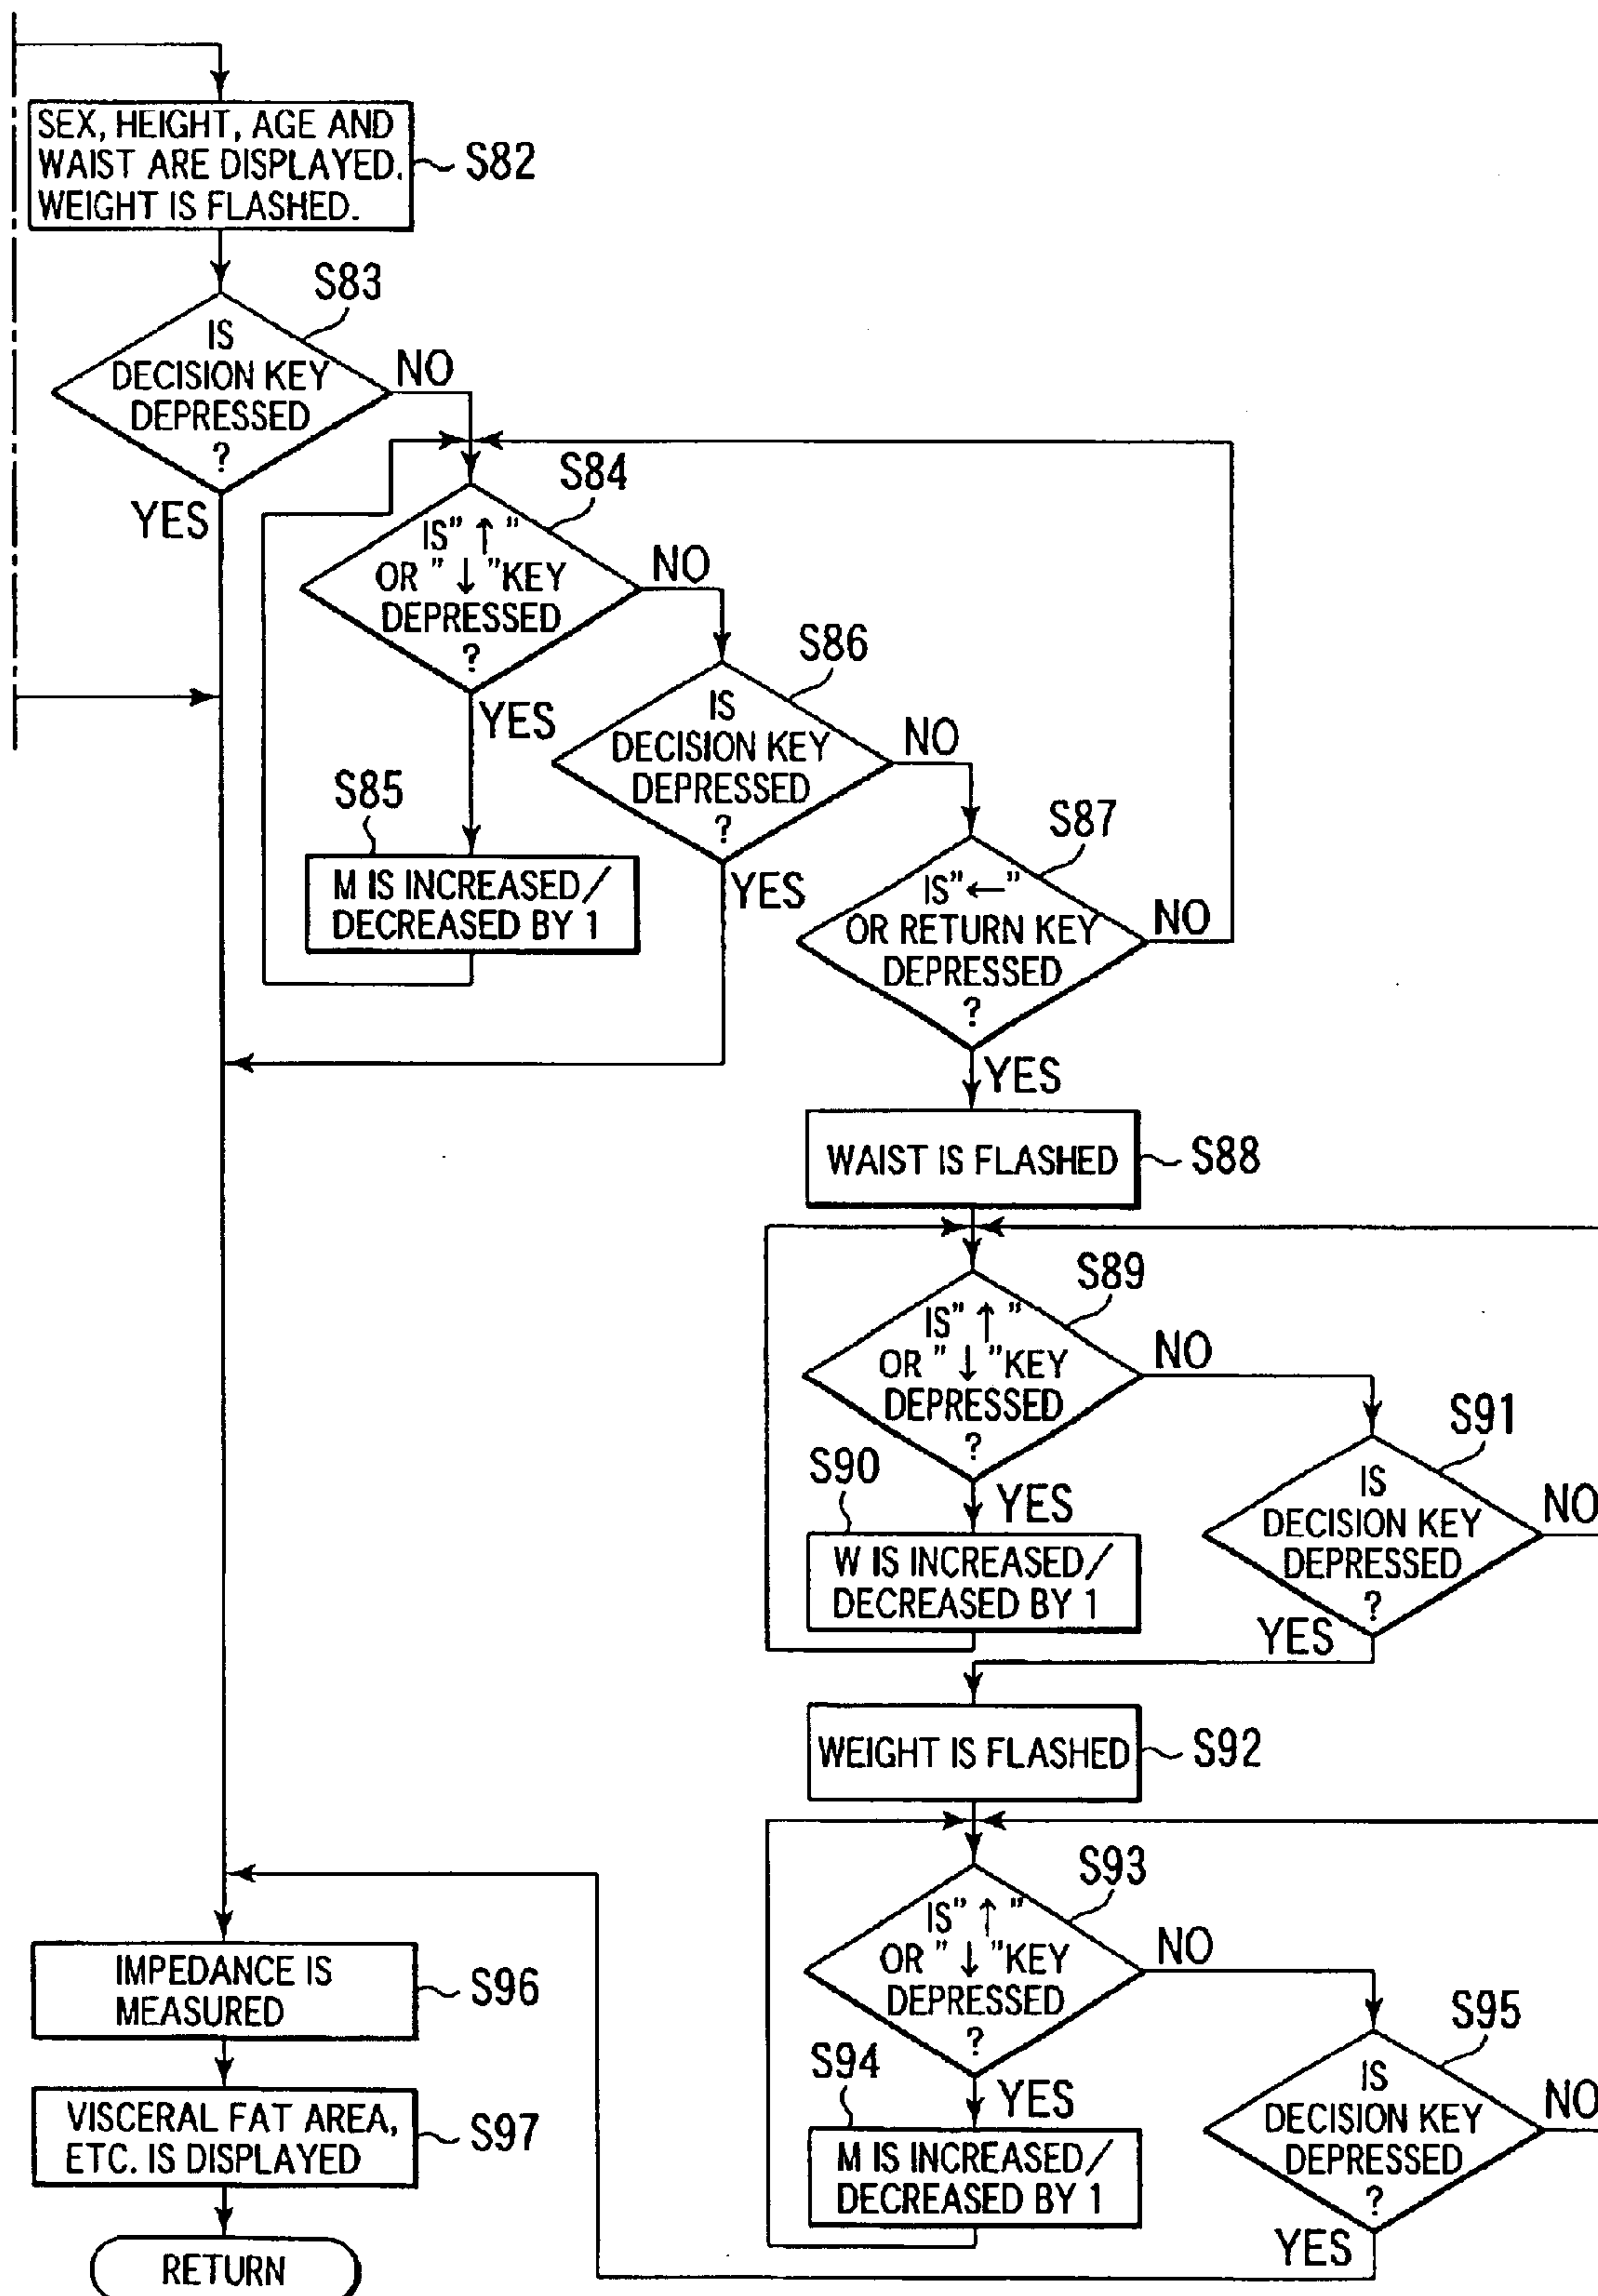 SEX, HEIGHT, AGE AND
WAIST ARE DISPLAYED.
WEIGHT IS FLASHED.
S82
S83
IS
DECISION KEY
DEPRESSED
?
NO
YES
S84
IS" ↑ "
OR " ↓ "KEY
DEPRESSED
?
NO
YES
S85
M IS INCREASED/
DECREASED BY 1
S86
IS
DECISION KEY
DEPRESSED
?
NO
YES
S87
IS"←"
OR RETURN KEY
DEPRESSED
?
NO
YES
WAIST IS FLASHED
S88
S89
IS" ↑ "
OR " ↓ "KEY
DEPRESSED
?
NO
YES
S90
W IS INCREASED/
DECREASED BY 1
S91
IS
DECISION KEY
DEPRESSED
?
NO
YES
WEIGHT IS FLASHED
S92
S93
IS" ↑ "
OR " ↓ "KEY
DEPRESSED
?
NO
YES
S94
M IS INCREASED/
DECREASED BY 1
S95
IS
DECISION KEY
DEPRESSED
?
NO
YES
IMPEDANCE IS
MEASURED
S96
VISCERAL FAT AREA,
ETC. IS DISPLAYED
S97
RETURN